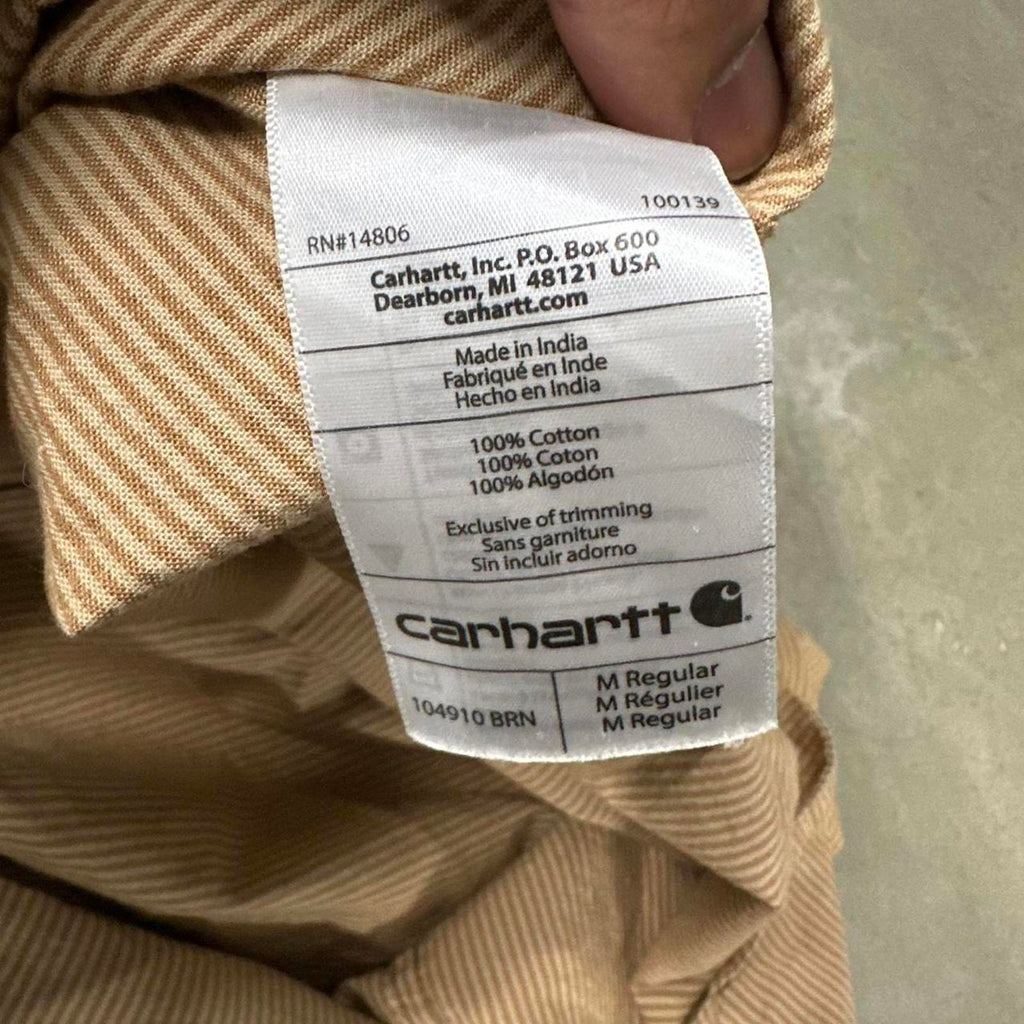 100139
RN#14806
Carhartt, Inc. P.O. Box 600
Dearborn, MI 48121 USA
carhartt.com
Made in India
Fabriqué en Inde
Hecho en India
100% Cotton
100% Coton
100% Algodón
Exclusive of trimming
Sans garniture
Sin incluir adorno
carhartt
104910 BRN
M Regular
M Régulier
M Regular